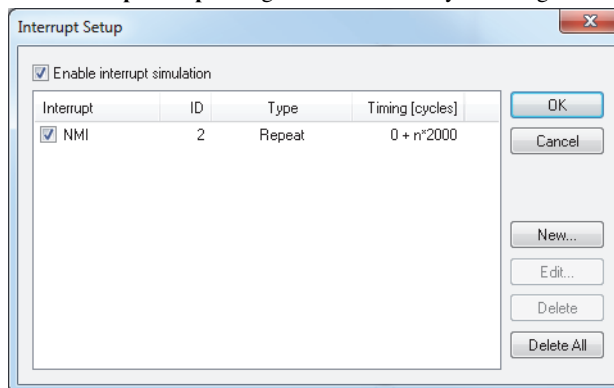 Interrupt Setup
Enable interrupt simulation
Interrupt ID Type Timing [cycles]
NMI 2 Repeat 0 + n*2000
OK
Cancel
New...
Edit...
Delete
Delete All